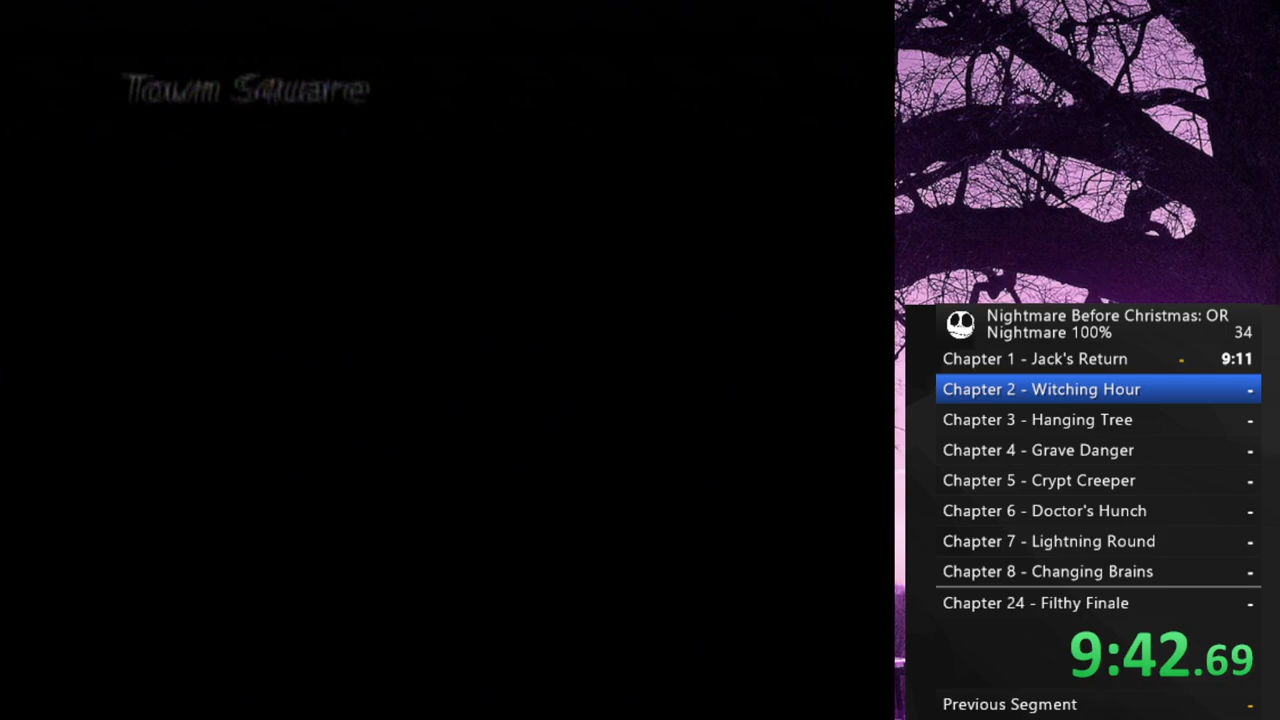 Town Square
Nightmare Before Christmas: OR
Nightmare 100% 34
Chapter 1 - Jack's Return - 9:11
Chapter 2 - Witching Hour -
Chapter 3 - Hanging Tree -
Chapter 4 - Grave Danger -
Chapter 5 - Crypt Creeper -
Chapter 6 - Doctor's Hunch -
Chapter 7 - Lightning Round -
Chapter 8 - Changing Brains -
Chapter 24 - Filthy Finale -
9:42.69
Previous Segment -